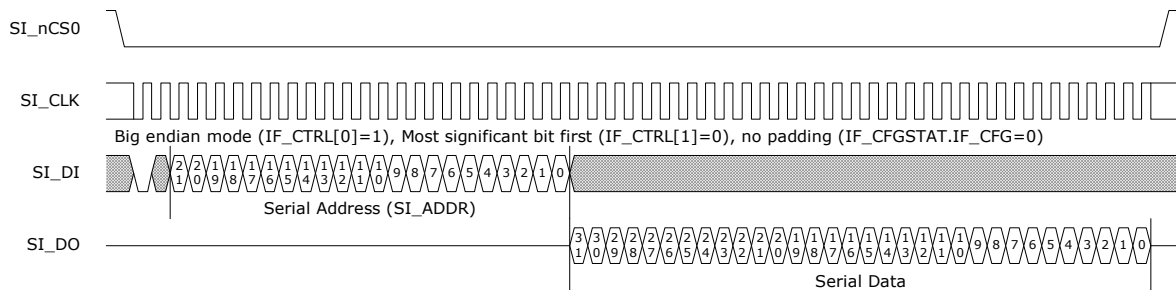 SI_nCS0
SI_CLK
Big endian mode (IF_CTRL[0]=1), Most significant bit first (IF_CTRL[1]=0), no padding (IF_CFGSTAT.IF_CFG=0)
SI_DI 21 20 19 18 17 16 15 14 13 12 11 10 9 8 7 6 5 4 3 2 1 0
Serial Address (SI_ADDR)
SI_DO 31 30 29 28 27 26 25 24 23 22 21 20 19 18 17 16 15 14 13 12 11 10 9 8 7 6 5 4 3 2 1 0
Serial Data